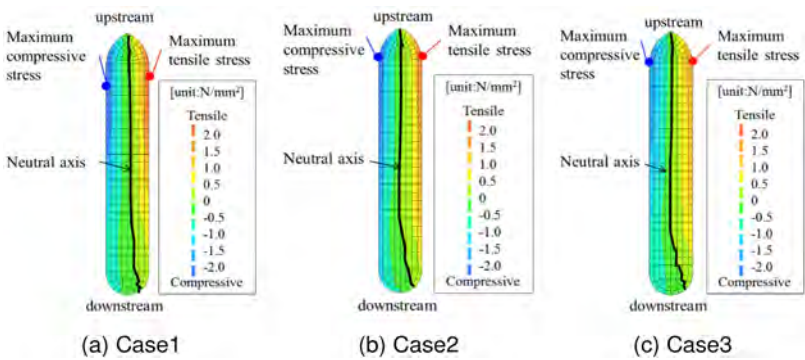 upstream
Maximum
compressive
stress
Maximum
tensile stress
[unit:N/mm²]
Tensile
2.0
1.5
1.0
0.5
0
-0.5
-1.0
-1.5
-2.0
Compressive
Neutral axis
downstream
(a) Case1
upstream
Maximum
compressive
stress
Maximum
tensile stress
[unit:N/mm²]
Tensile
2.0
1.5
1.0
0.5
0
-0.5
-1.0
-1.5
-2.0
Compressive
Neutral axis
downstream
(b) Case2
upstream
Maximum
compressive
stress
Maximum
tensile stress
[unit:N/mm²]
Tensile
2.0
1.5
1.0
0.5
0
-0.5
-1.0
-1.5
-2.0
Compressive
Neutral axis
downstream
(c) Case3